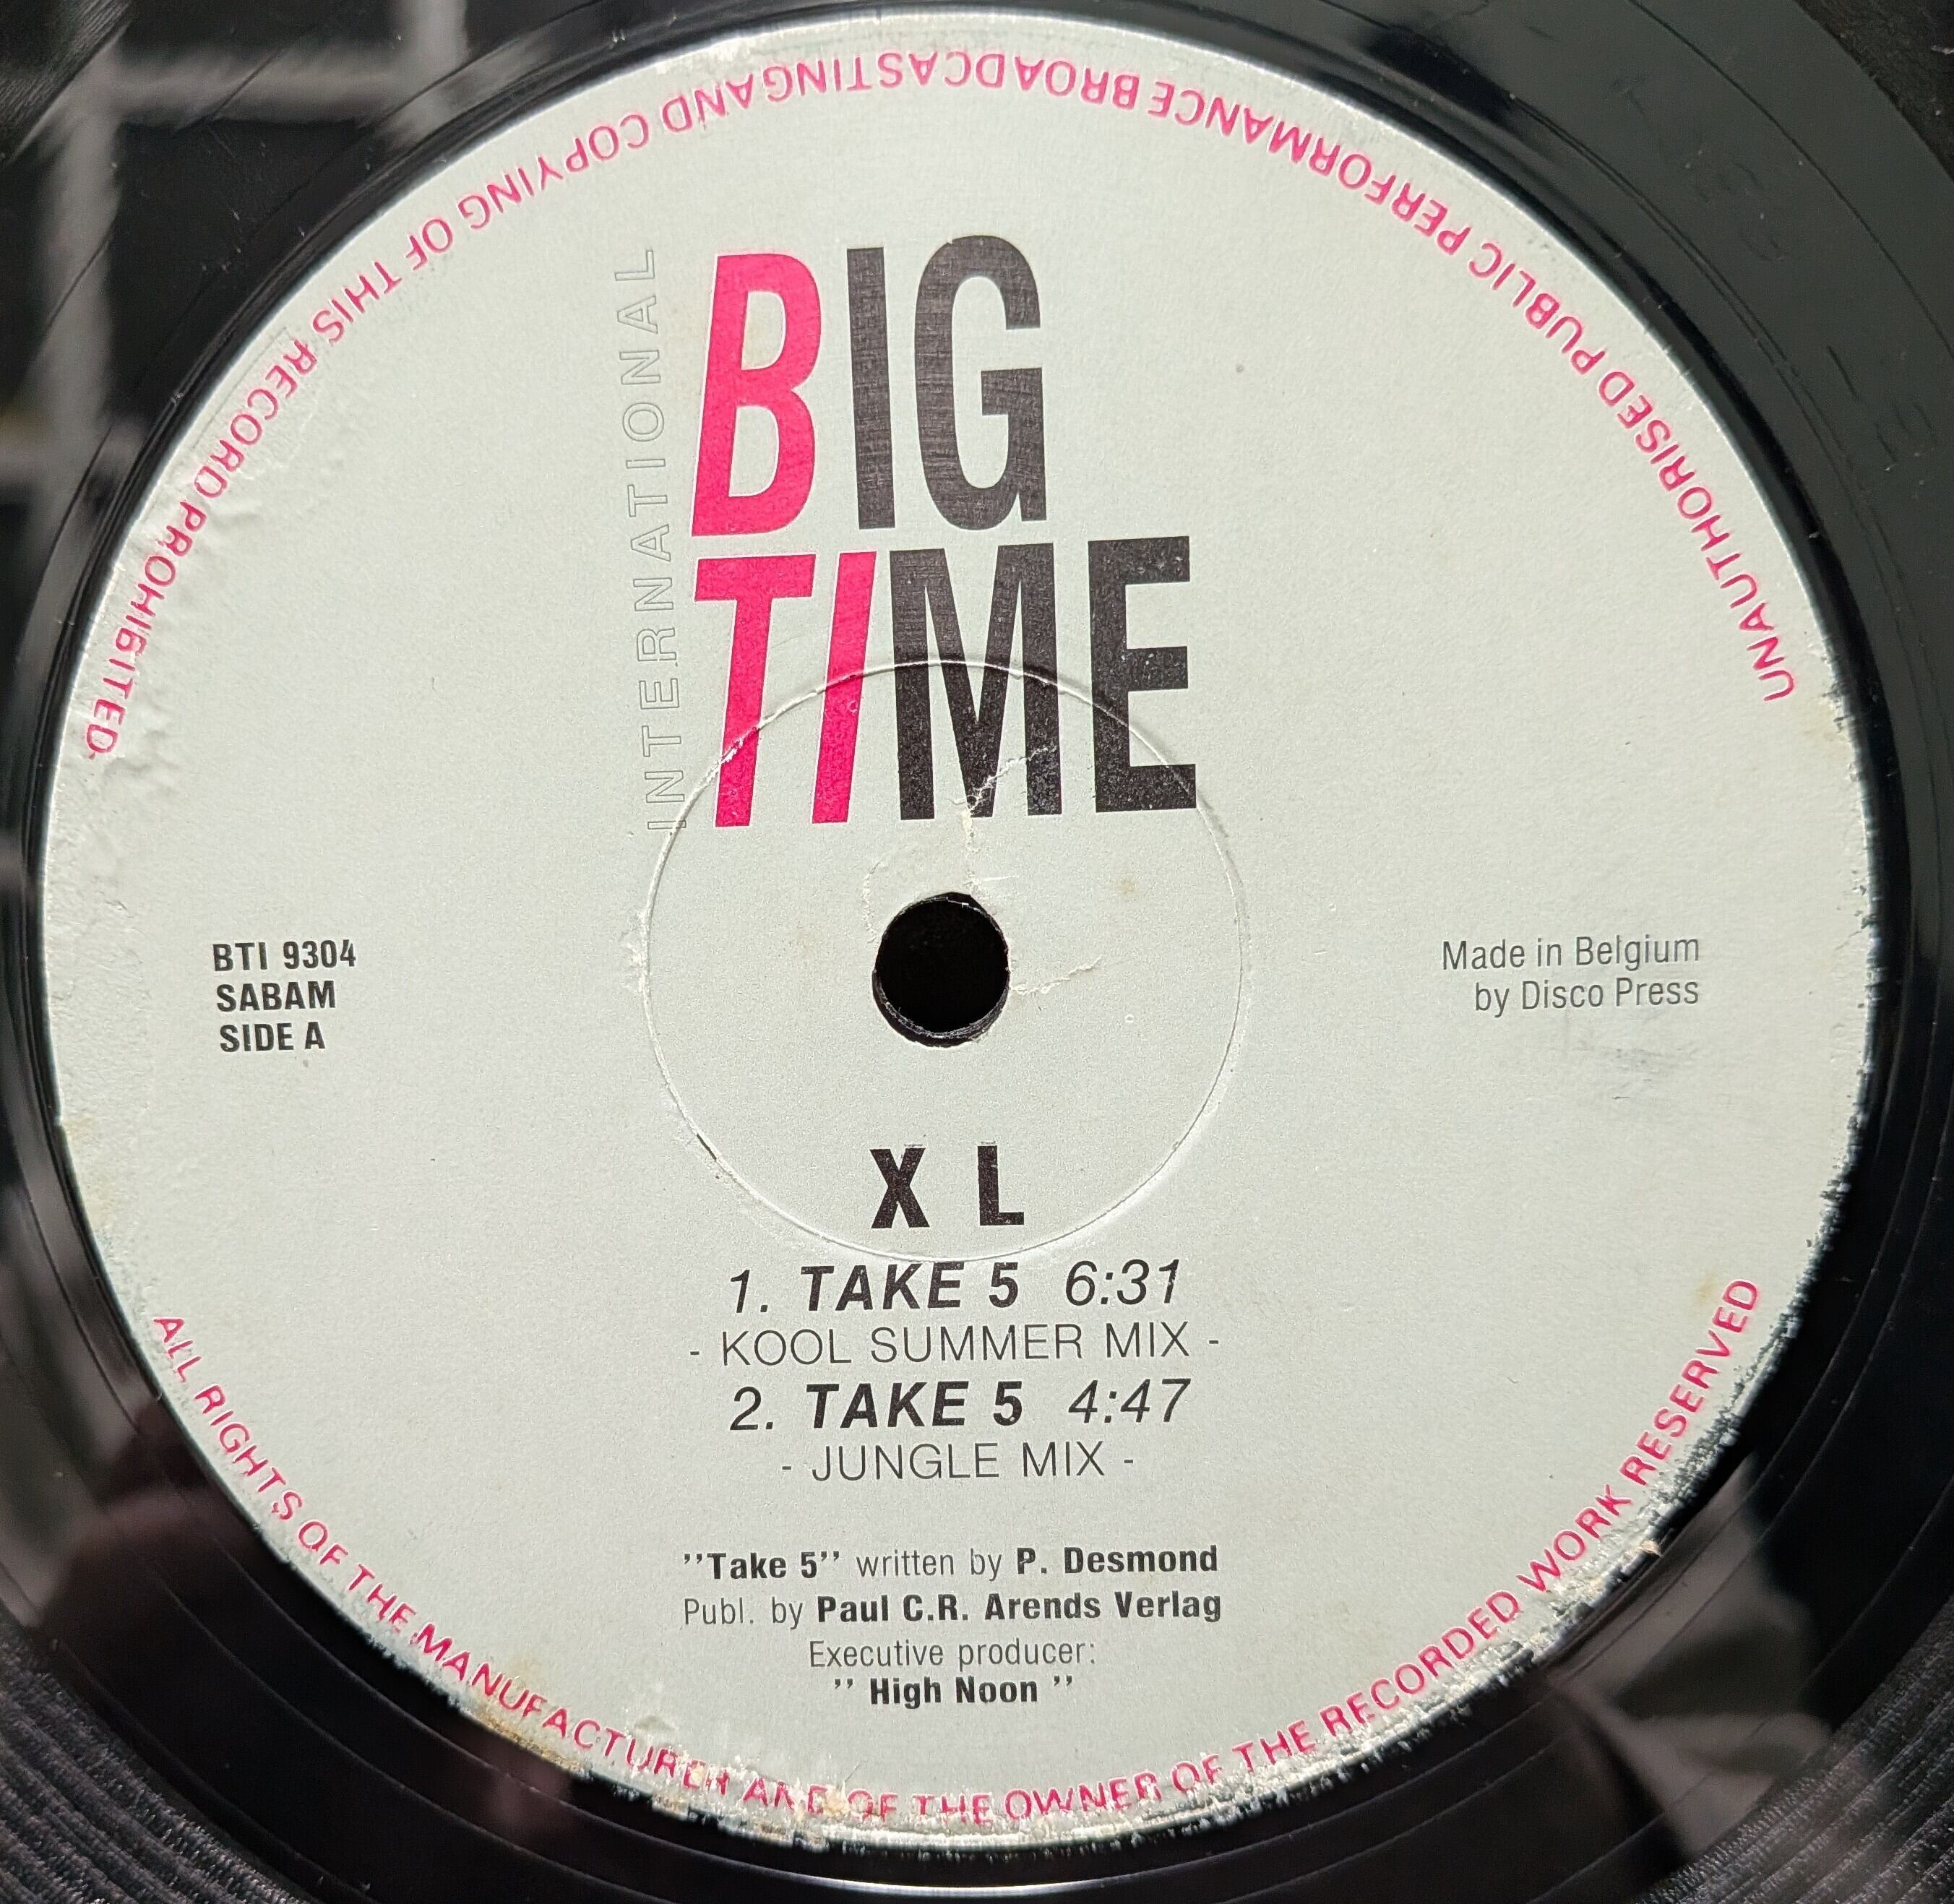 UNAUTHORISED PUBLIC PERFORMANCE BROADCASTING AND COPYING OF THIS RECORD PROHIBITED
INTERNATIONAL
BIG
TIME
BTI 9304
SABAM
SIDE A
Made in Belgium
by Disco Press
X L
1. TAKE 5 6:31
- KOOL SUMMER MIX -
2. TAKE 5 4:47
- JUNGLE MIX -
"Take 5" written by P. Desmond
Publ. by Paul C.R. Arends Verlag
Executive producer:
" High Noon "
ALL RIGHTS OF THE MANUFACTURER AND OF THE OWNER OF THE RECORDED WORK RESERVED